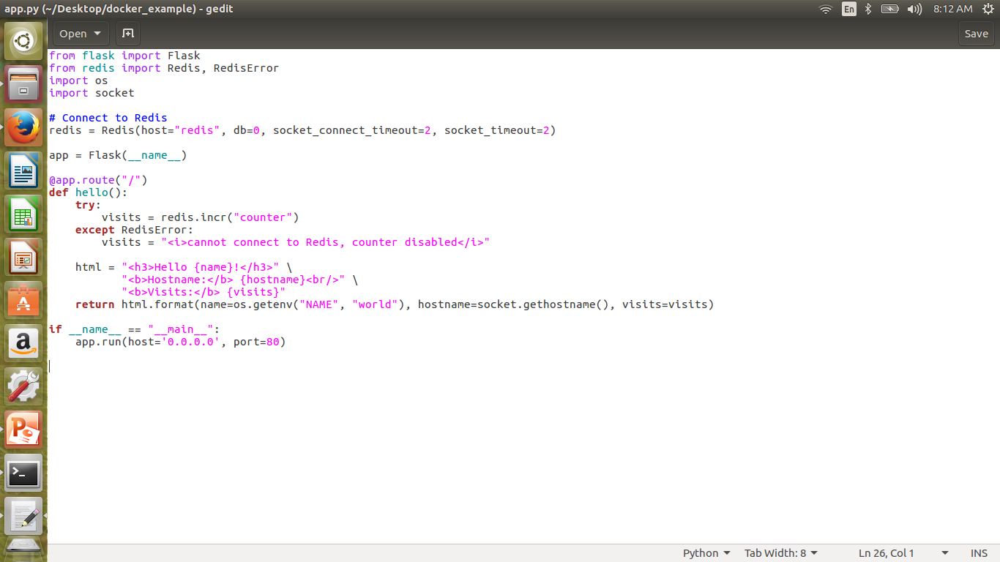 app.py (~/Desktop/docker_example) - gedit
En
8:12 AM
Open
Save
from flask import Flask
from redis import Redis, RedisError
import os
import socket

# Connect to Redis
redis = Redis(host="redis", db=0, socket_connect_timeout=2, socket_timeout=2)

app = Flask(__name__)

@app.route("/")
def hello():
    try:
        visits = redis.incr("counter")
    except RedisError:
        visits = "<i>cannot connect to Redis, counter disabled</i>"

    html = "<h3>Hello {name}!</h3>" \
           "<b>Hostname:</b> {hostname}<br/>" \
           "<b>Visits:</b> {visits}"
    return html.format(name=os.getenv("NAME", "world"), hostname=socket.gethostname(), visits=visits)

if __name__ == "__main__":
    app.run(host='0.0.0.0', port=80)
Python
Tab Width: 8
Ln 26, Col 1
INS